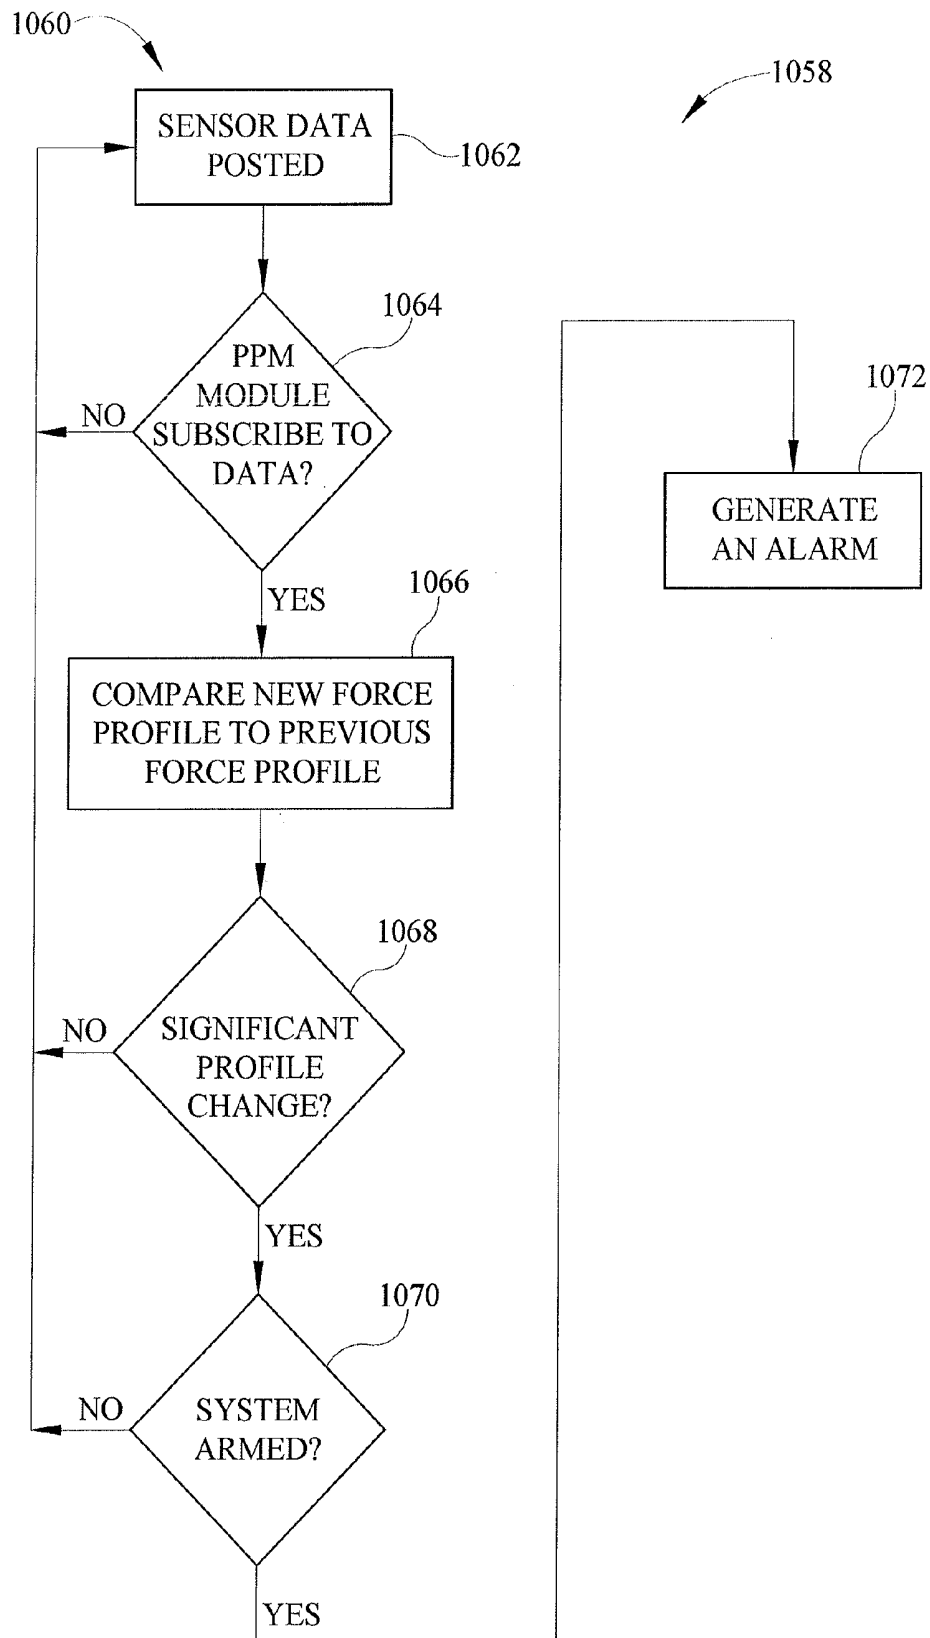 1060
1058
SENSOR DATA
POSTED
1062
1064
PPM
MODULE
SUBSCRIBE TO
DATA?
NO
YES
1066
COMPARE NEW FORCE
PROFILE TO PREVIOUS
FORCE PROFILE
1068
SIGNIFICANT
PROFILE
CHANGE?
NO
YES
1070
SYSTEM
ARMED?
NO
YES
1072
GENERATE
AN ALARM